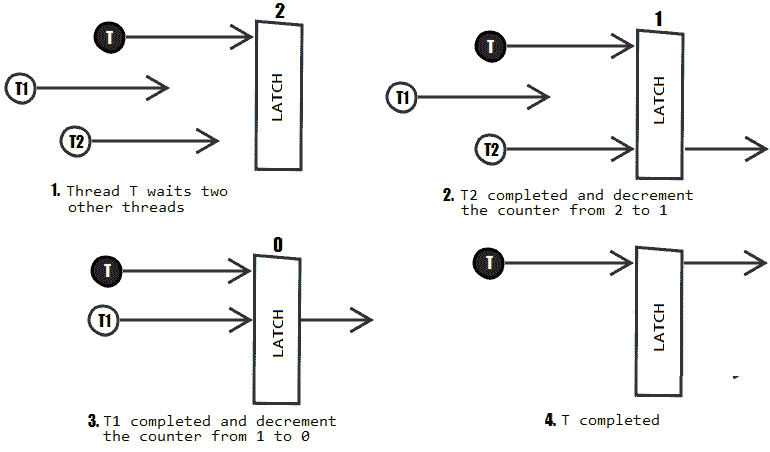 2
T
T1
T2
LATCH
1. Thread T waits two
other threads
1
T
T1
T2
LATCH
2. T2 completed and decrement
the counter from 2 to 1
0
T
T1
LATCH
3. T1 completed and decrement
the counter from 1 to 0
T
LATCH
4. T completed